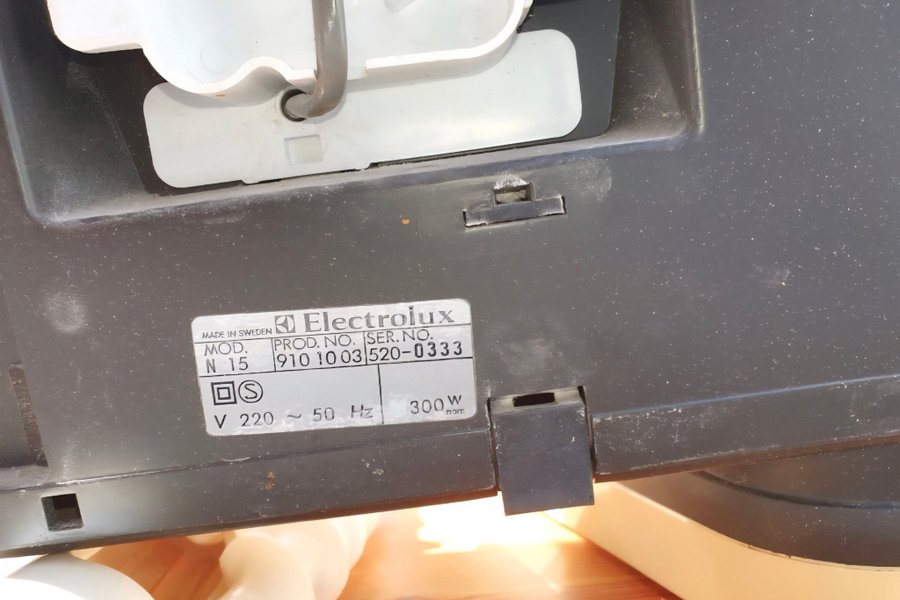 MADE IN SWEDEN Electrolux
MOD. PROD. NO. SER. NO.
N 15 910 10 03 520-0333
S
V 220 ~ 50 Hz 300 W nom